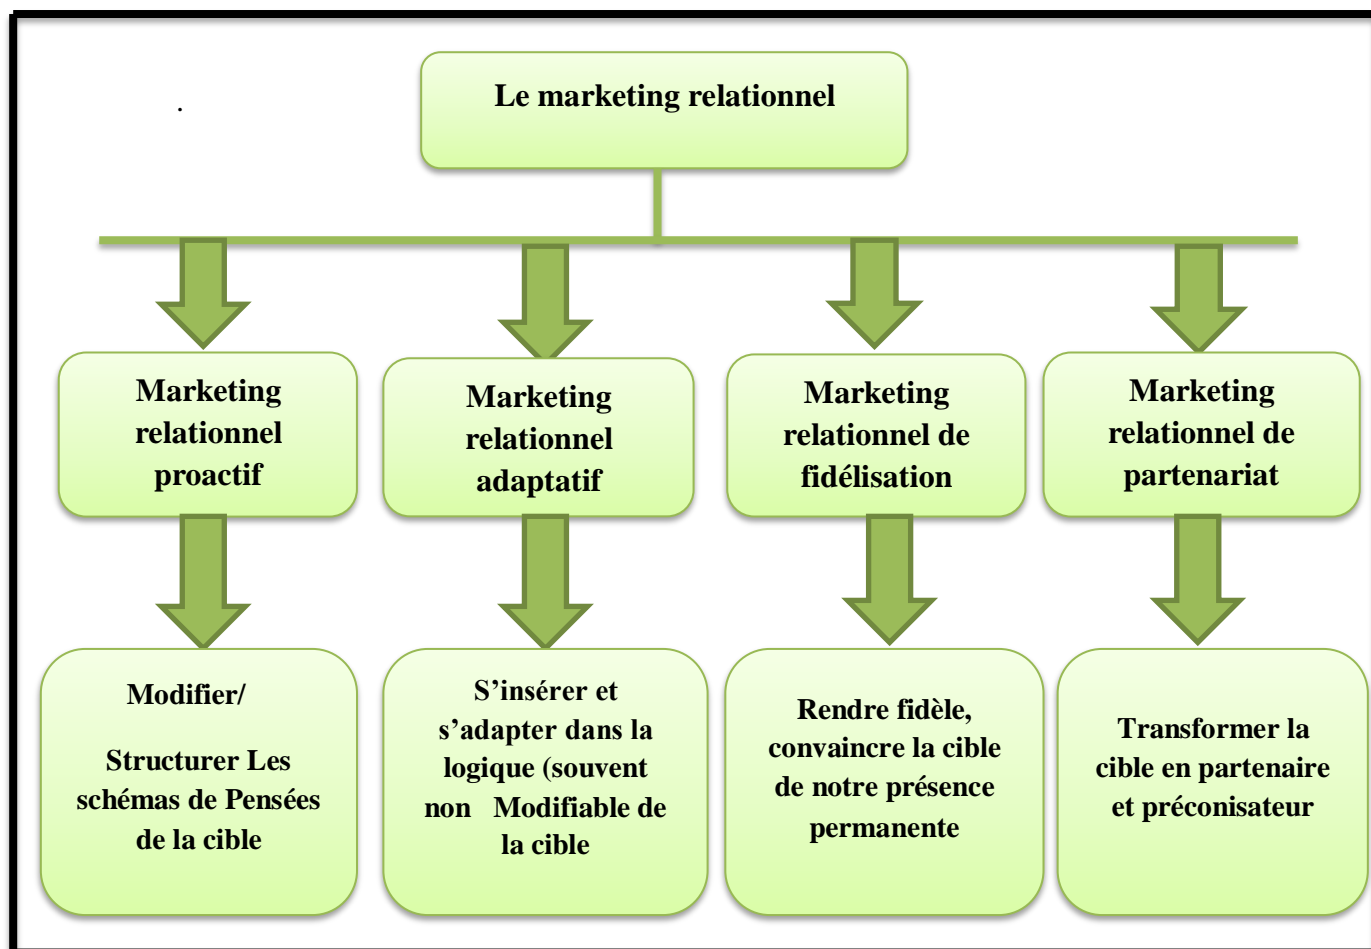 Le marketing relationnel
.
Marketing
relationnel
proactif
Marketing
relationnel
adaptatif
Marketing
relationnel de
fidélisation
Marketing
relationnel de
partenariat
Modifier/
Structurer Les
schémas de Pensées
de la cible
S’insérer et
s’adapter dans la
logique (souvent
non   Modifiable de
la cible
Rendre fidèle,
convaincre la cible
de notre présence
permanente
Transformer la
cible en partenaire
et préconisateur